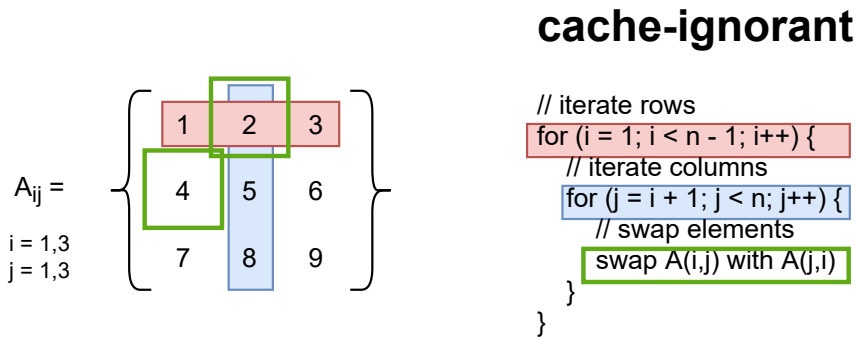 cache-ignorant
1 2 3
A_ij =
4 5 6
i = 1,3
j = 1,3
7 8 9
// iterate rows
for (i = 1; i < n - 1; i++) {
// iterate columns
for (j = i + 1; j < n; j++) {
// swap elements
swap A(i,j) with A(j,i)
}
}